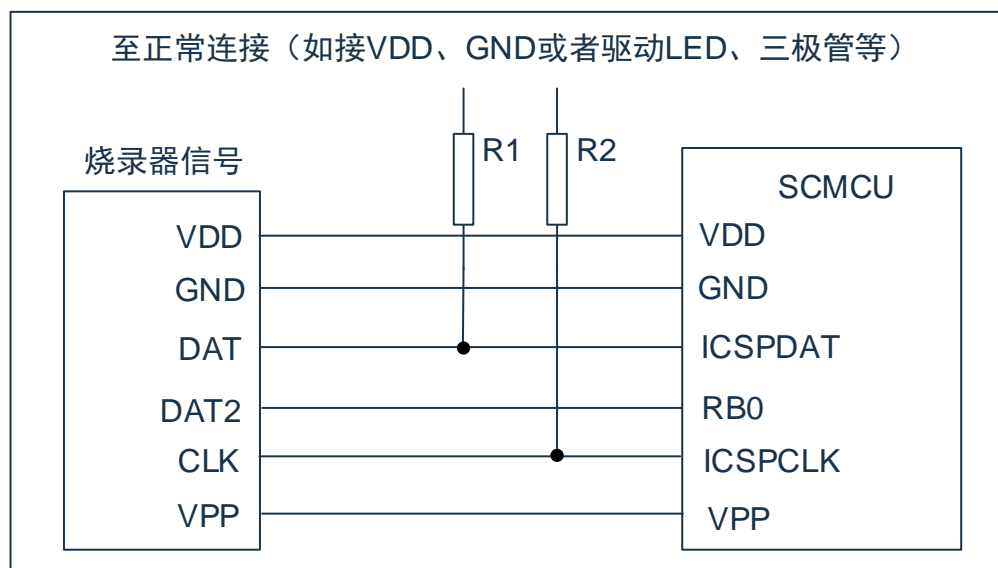 至正常连接（如接VDD、GND或者驱动LED、三极管等）
R1
R2
烧录器信号
SCMCU
VDD
VDD
GND
GND
DAT
ICSPDAT
DAT2
RB0
CLK
ICSPCLK
VPP
VPP